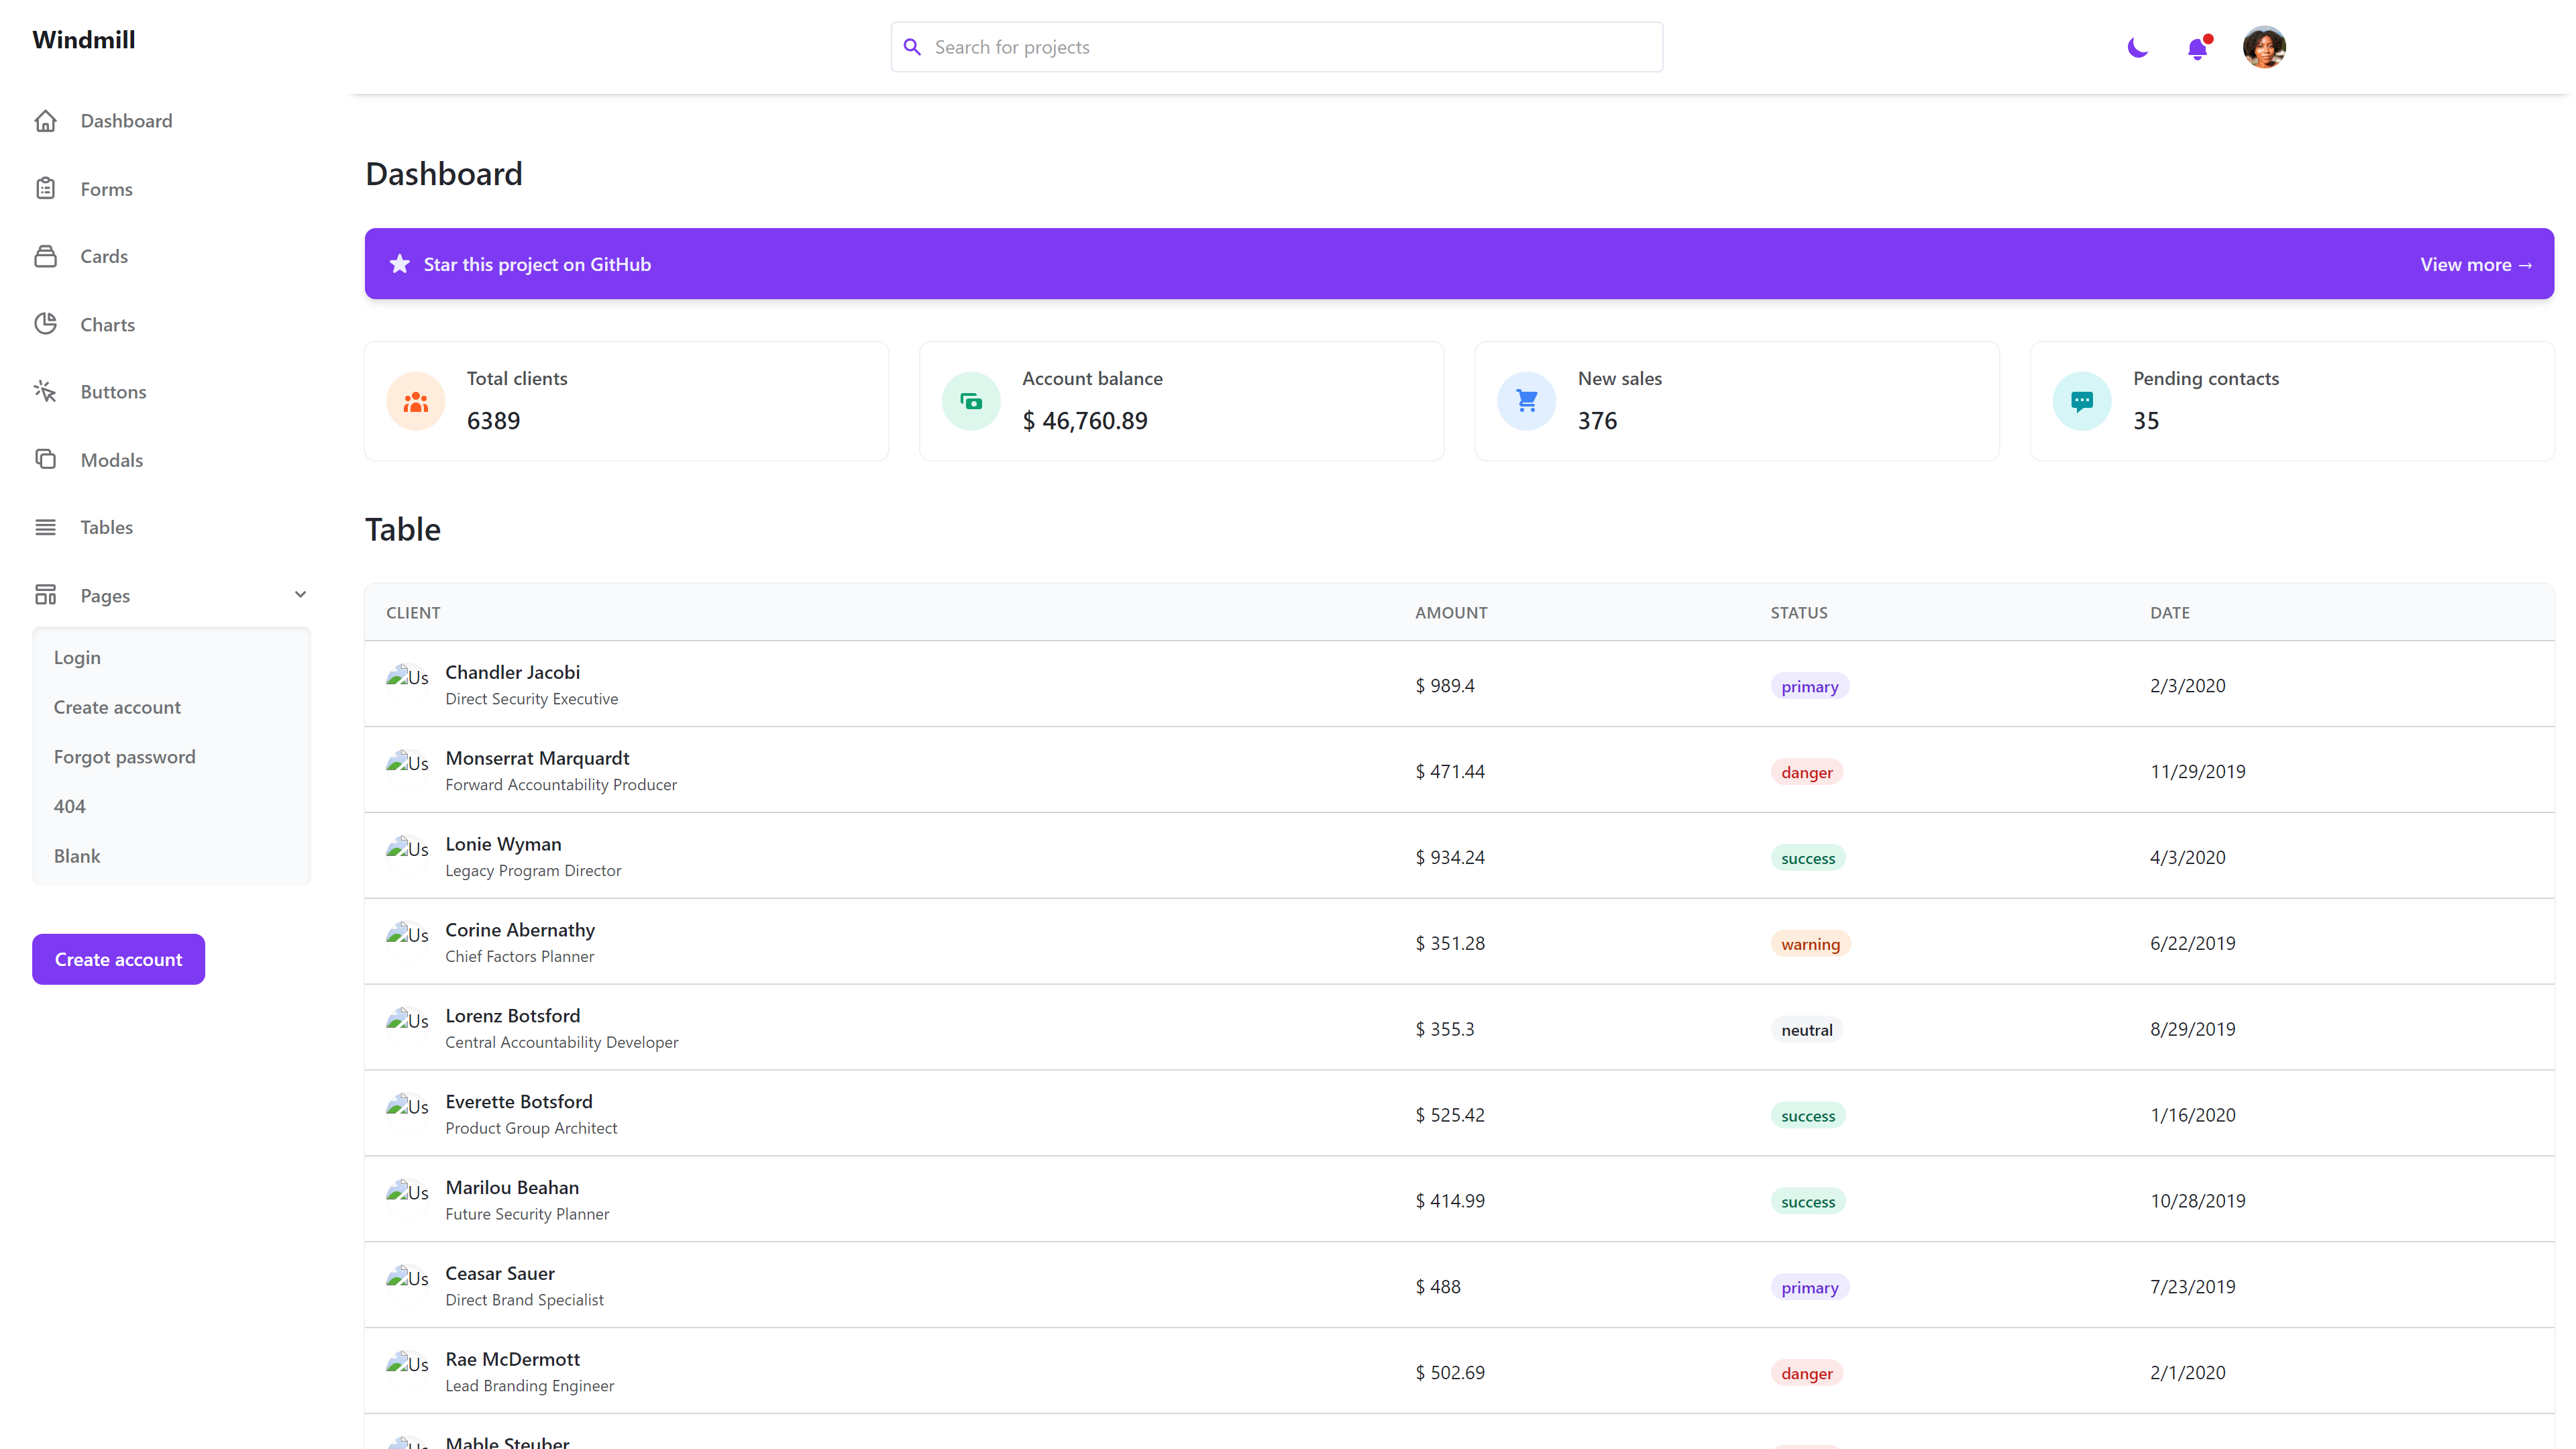 Windmill
Search for projects
Dashboard
Forms
Cards
Charts
Buttons
Modals
Tables
Pages
Login
Create account
Forgot password
404
Blank
Create account
Dashboard
Star this project on GitHub
View more →
Total clients
6389
Account balance
$ 46,760.89
New sales
376
Pending contacts
35
Table
CLIENT AMOUNT STATUS DATE
Us Chandler Jacobi
Direct Security Executive
$ 989.4 primary 2/3/2020
Us Monserrat Marquardt
Forward Accountability Producer
$ 471.44 danger 11/29/2019
Us Lonie Wyman
Legacy Program Director
$ 934.24 success 4/3/2020
Us Corine Abernathy
Chief Factors Planner
$ 351.28 warning 6/22/2019
Us Lorenz Botsford
Central Accountability Developer
$ 355.3 neutral 8/29/2019
Us Everette Botsford
Product Group Architect
$ 525.42 success 1/16/2020
Us Marilou Beahan
Future Security Planner
$ 414.99 success 10/28/2019
Us Ceasar Sauer
Direct Brand Specialist
$ 488 primary 7/23/2019
Us Rae McDermott
Lead Branding Engineer
$ 502.69 danger 2/1/2020
Us Mable Steuber